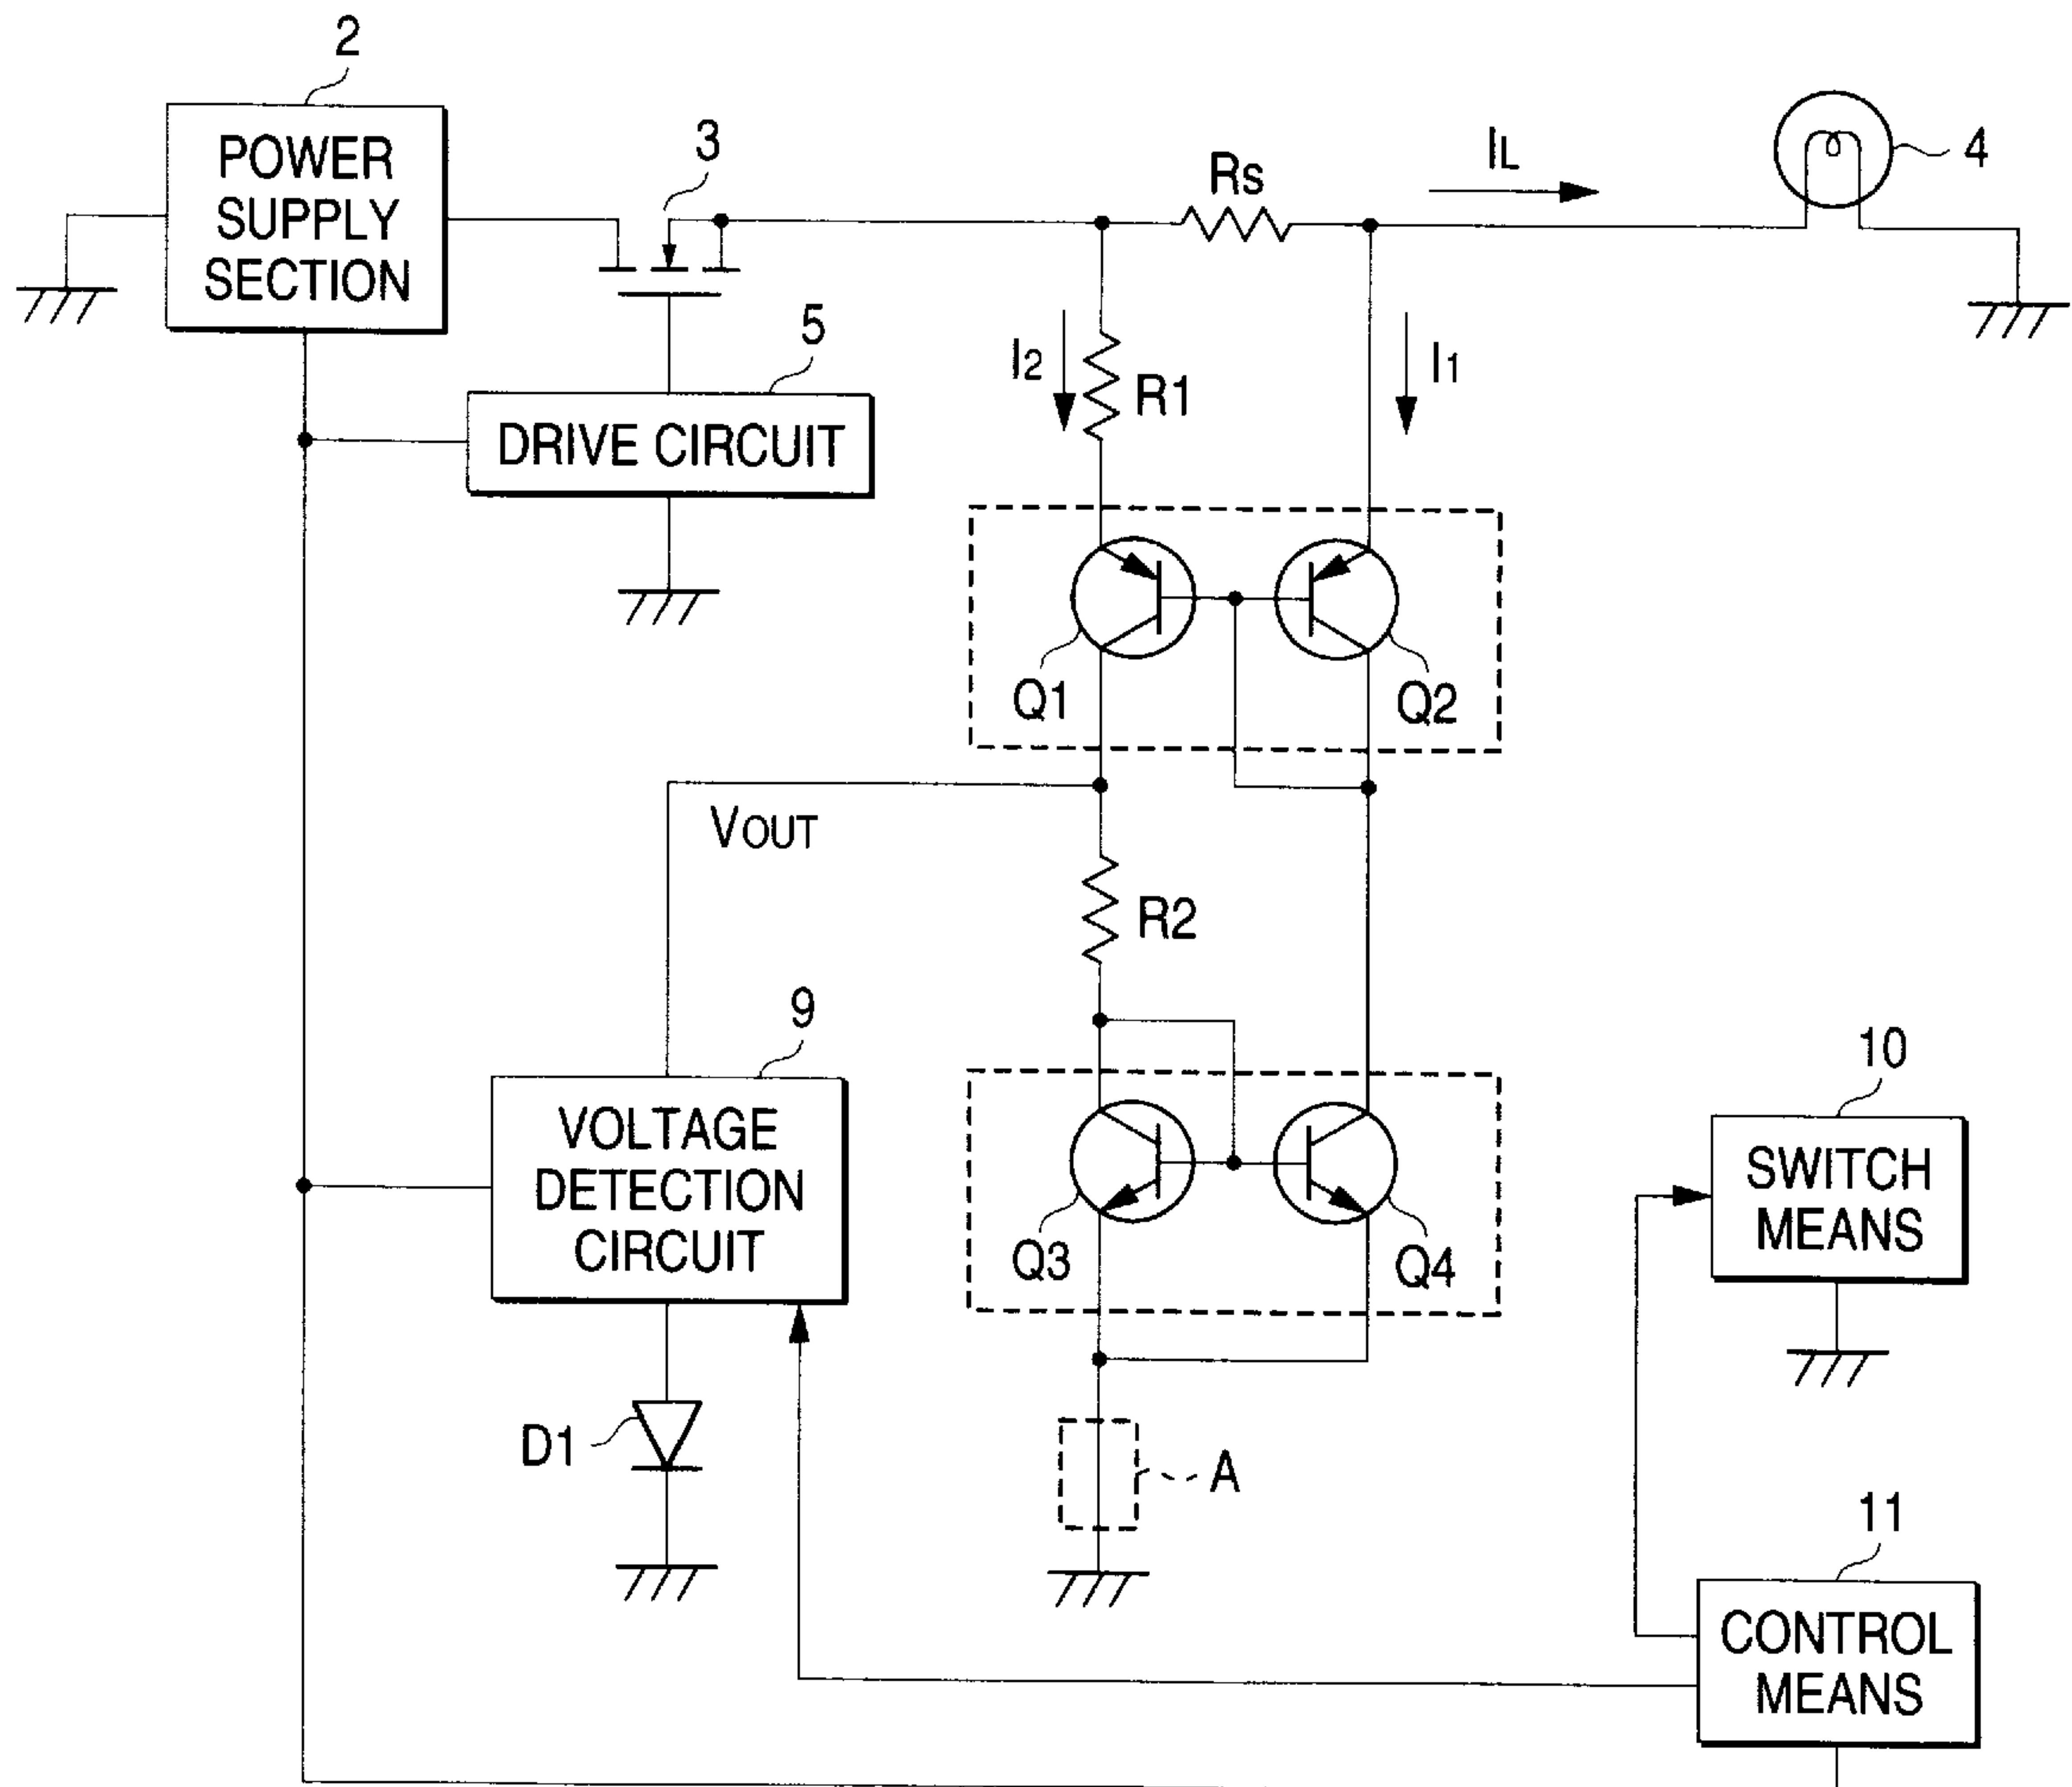 2
POWER
SUPPLY
SECTION
3
Rs
IL
4
5
DRIVE CIRCUIT
I2
R1
I1
Q1
Q2
VOUT
R2
9
VOLTAGE
DETECTION
CIRCUIT
Q3
Q4
10
SWITCH
MEANS
D1
A
11
CONTROL
MEANS